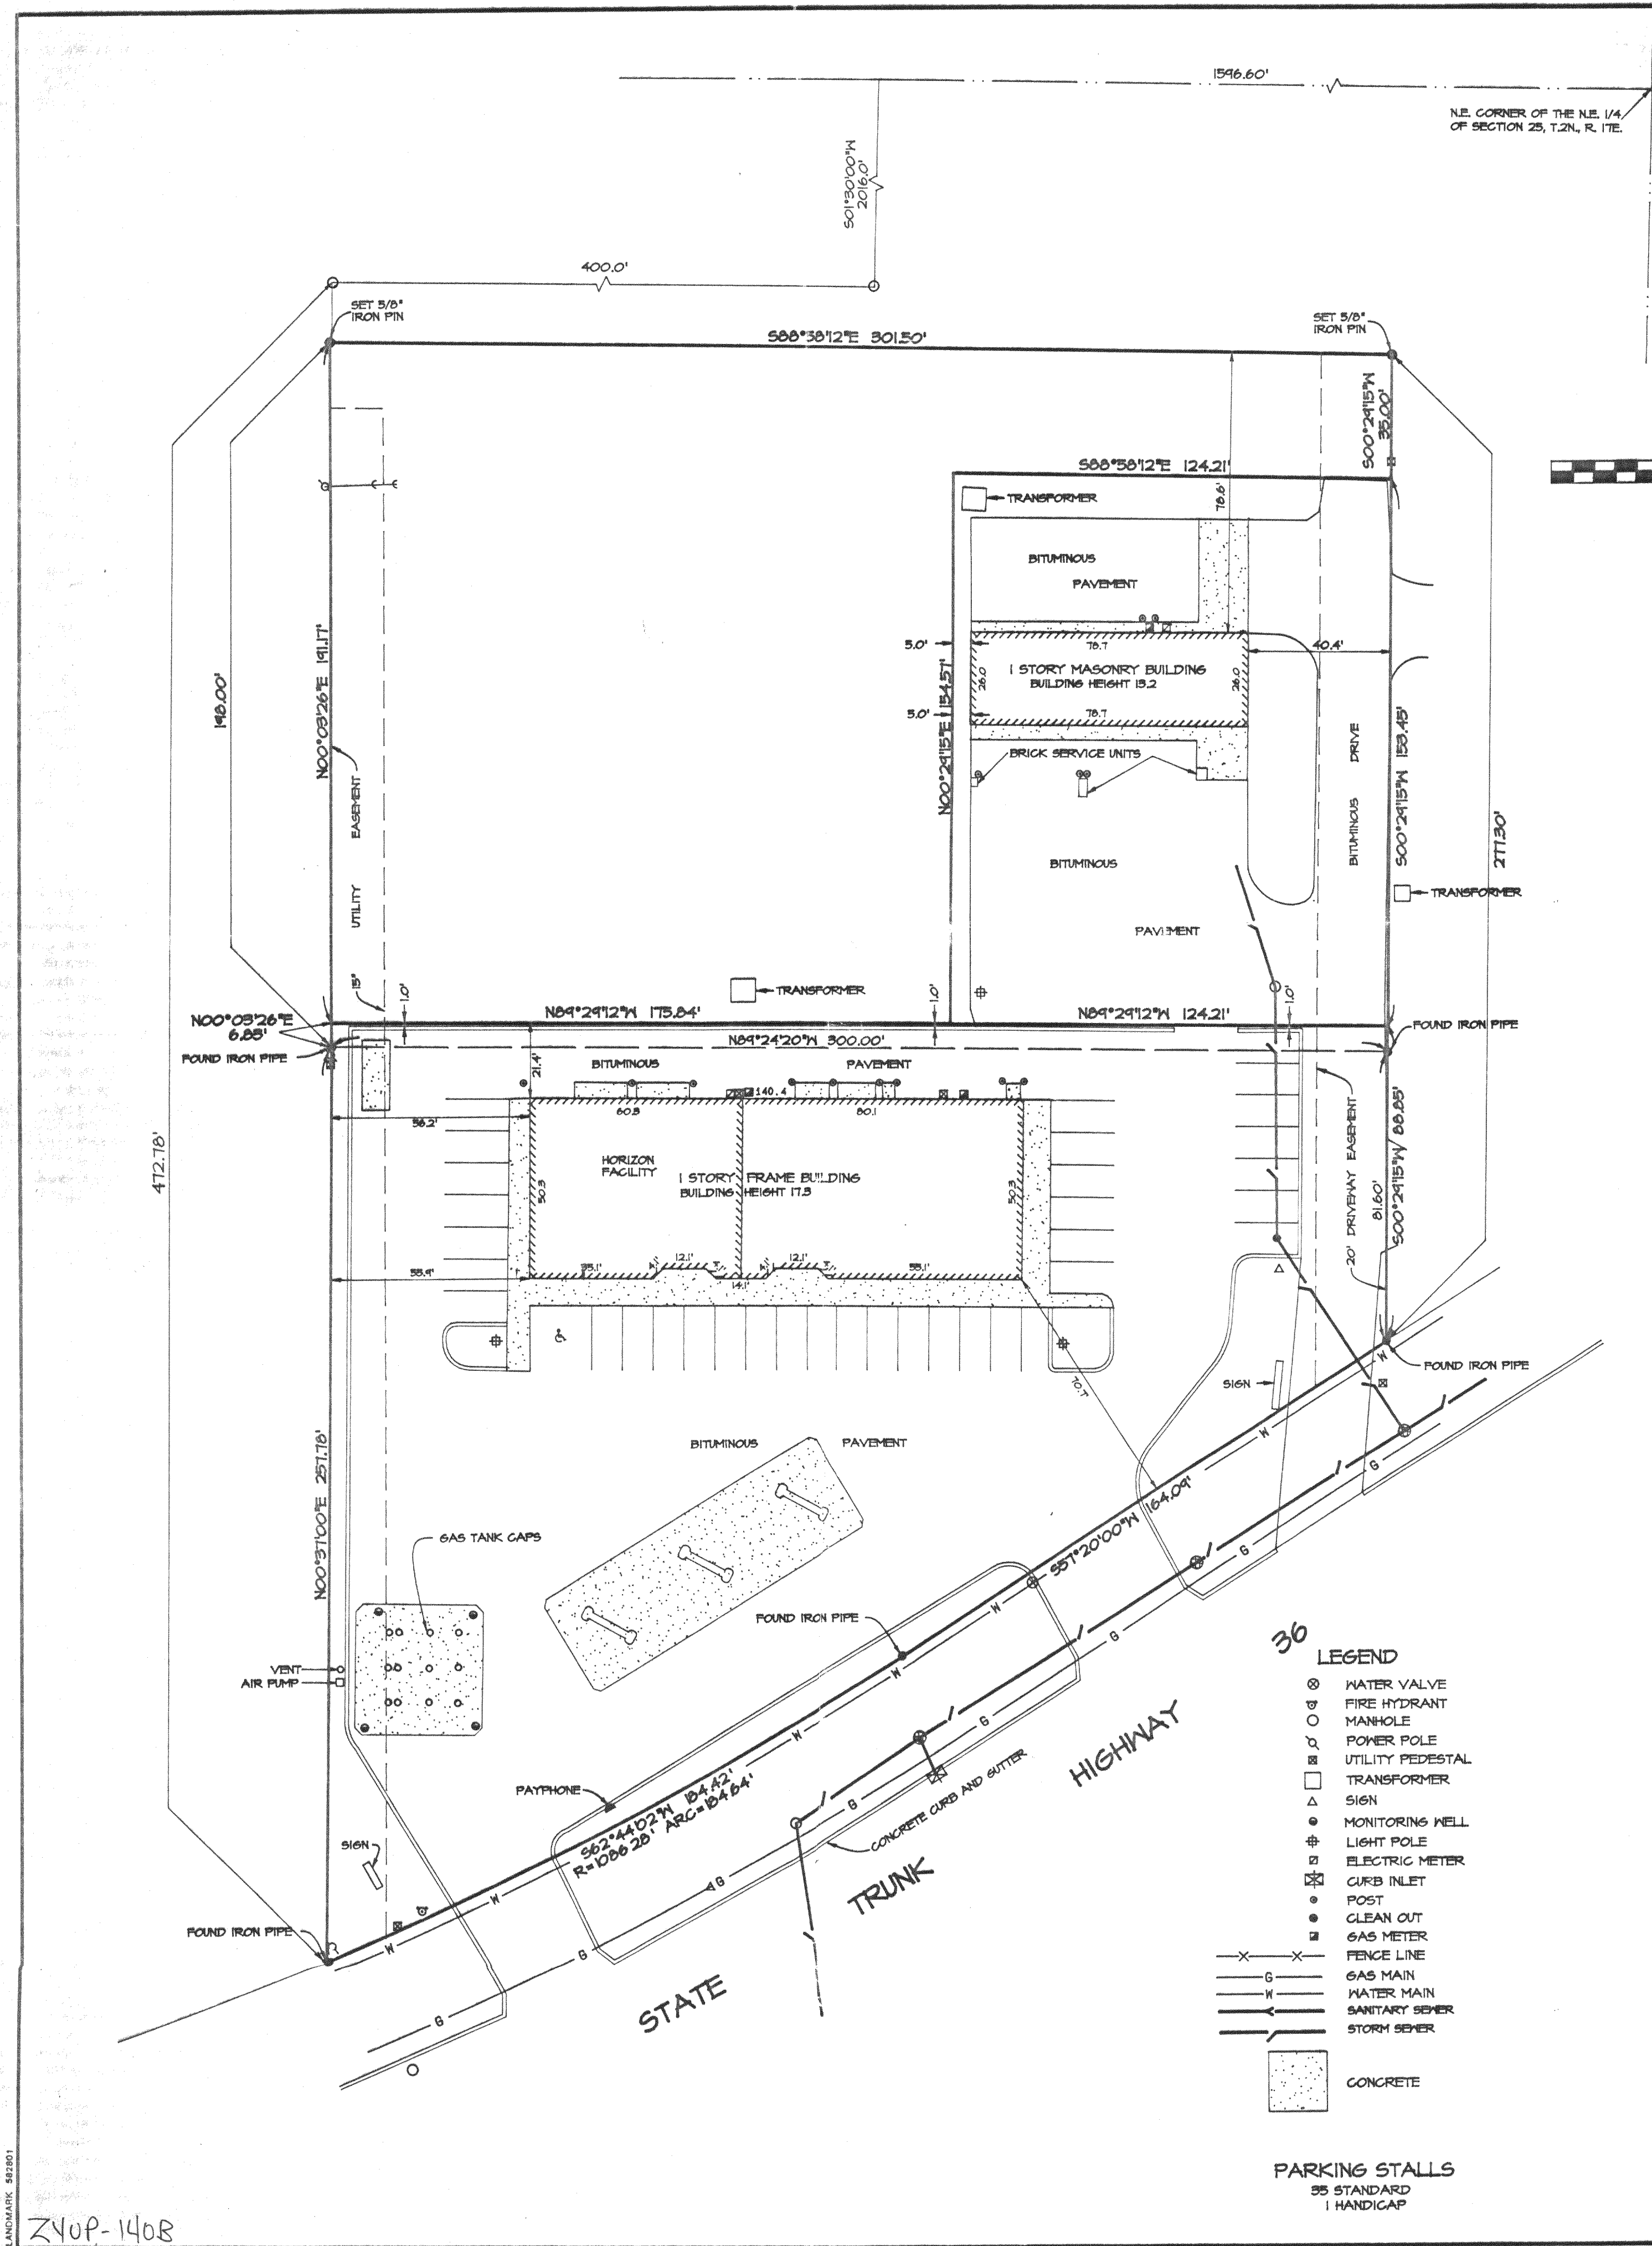 1596.60'
N.E. CORNER OF THE N.E. 1/4
OF SECTION 25, T.2N., R. 17E.
S01°30'00"W
2016.0'
400.0'
SET 5/8"
IRON PIN
SET 5/8"
IRON PIN
S88°38'12"E 301.50'
S00°29'15"W
35.00'
S88°58'12"E 124.21'
TRANSFORMER
78.6'
BITUMINOUS
PAVEMENT
N00°03'26"E 191.17'
198.00'
5.0'
78.7
40.4'
1 STORY MASONRY BUILDING
BUILDING HEIGHT 13.2
26.0
26.0
5.0'
78.7
N00°29'15"E 154.57'
BRICK SERVICE UNITS
BITUMINOUS DRIVE
S00°29'15"W 153.45'
277.30'
UTILITY EASEMENT
15'
BITUMINOUS
TRANSFORMER
PAVEMENT
TRANSFORMER
1.0'
1.0'
1.0'
N00°03'26"E
6.83'
N89°29'12"W 175.84'
N89°29'12"W 124.21'
FOUND IRON PIPE
FOUND IRON PIPE
N89°24'20"W 300.00'
21.4'
BITUMINOUS
PAVEMENT
140.4
60.3
80.1
56.2'
HORIZON
FACILITY
1 STORY FRAME BUILDING
BUILDING HEIGHT 17.3
50.3
50.3
20' DRIVEWAY EASEMENT
81.60'
S00°29'15"W 88.85'
472.78'
12.1'
12.1'
35.1'
14.1'
55.1'
55.9'
70.7
SIGN
W
FOUND IRON PIPE
BITUMINOUS
PAVEMENT
W
G
N00°37'00"E 257.78'
GAS TANK CAPS
S57°20'00"W 164.09'
G
FOUND IRON PIPE
W
G
W
VENT
AIR PUMP
36
HIGHWAY
W
G
PAYPHONE
S62°44'02"W 184.42'
R=1086.28' ARC=184.64'
G
CONCRETE CURB AND GUTTER
SIGN
G
TRUNK
W
FOUND IRON PIPE
W
G
STATE
G
LEGEND
WATER VALVE
FIRE HYDRANT
MANHOLE
POWER POLE
UTILITY PEDESTAL
TRANSFORMER
SIGN
MONITORING WELL
LIGHT POLE
ELECTRIC METER
CURB INLET
POST
CLEAN OUT
GAS METER
X X FENCE LINE
G GAS MAIN
W WATER MAIN
SANITARY SEWER
STORM SEWER
CONCRETE
PARKING STALLS
35 STANDARD
1 HANDICAP
LANDMARK 582801
ZYUP-140B